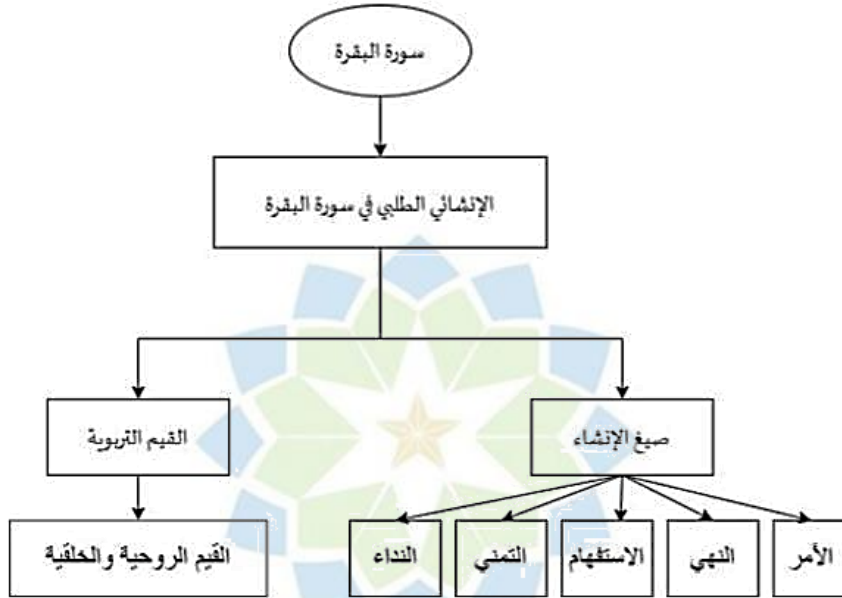 سورة البقرة
الإنشائي الطلبي في سورة البقرة
صيغ الإنشاء
القيم التربوية
الأمر
النهي
الاستفهام
التمني
النداء
القيم الروحية والخلقية